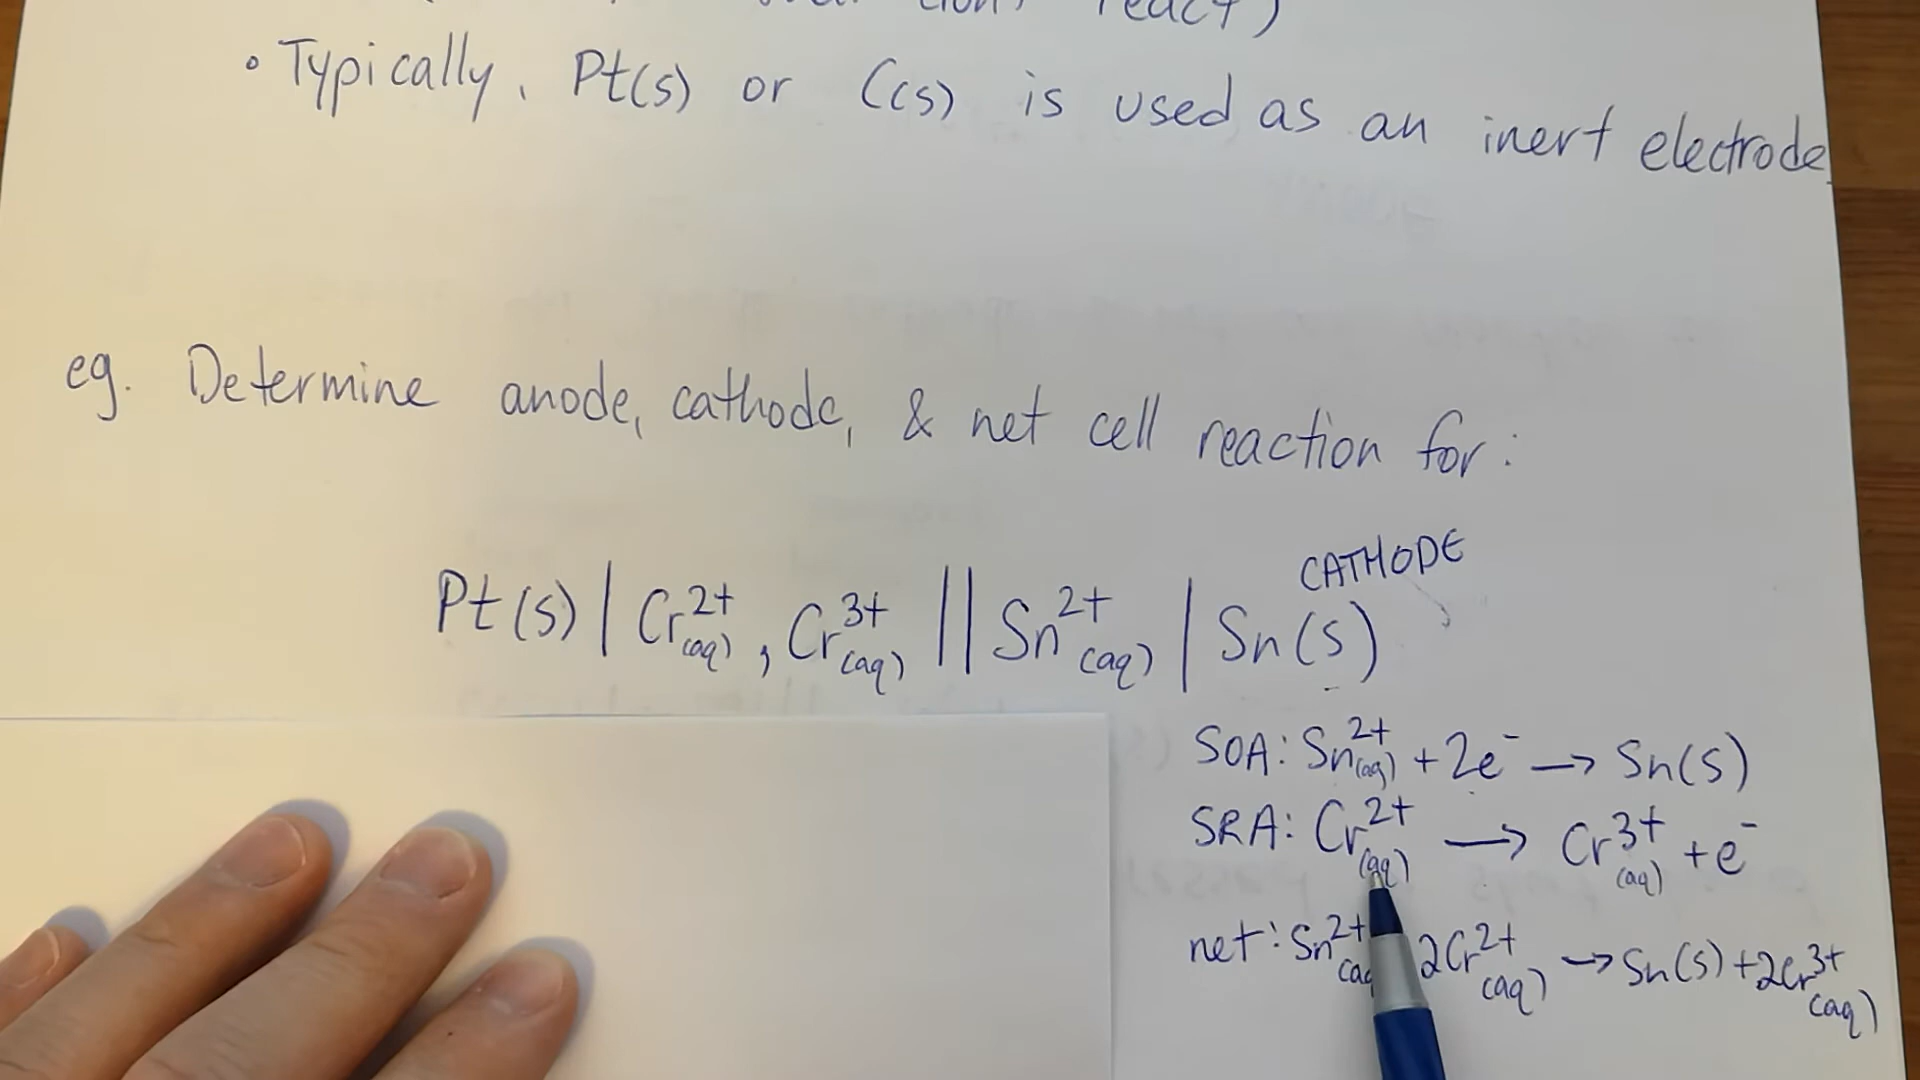 react)
• Typically, Pt(s) or C(s) is used as an inert electrode
eg. Determine anode, cathode, & net cell reaction for:
CATHODE
Pt(s) | Cr²⁺(aq), Cr³⁺(aq) || Sn²⁺(aq) | Sn(s)
SOA: Sn²⁺(aq) + 2e⁻ → Sn(s)
SRA: Cr²⁺(aq) → Cr³⁺(aq) + e⁻
net: Sn²⁺(aq 2Cr²⁺(aq) → Sn(s) + 2Cr³⁺(aq)